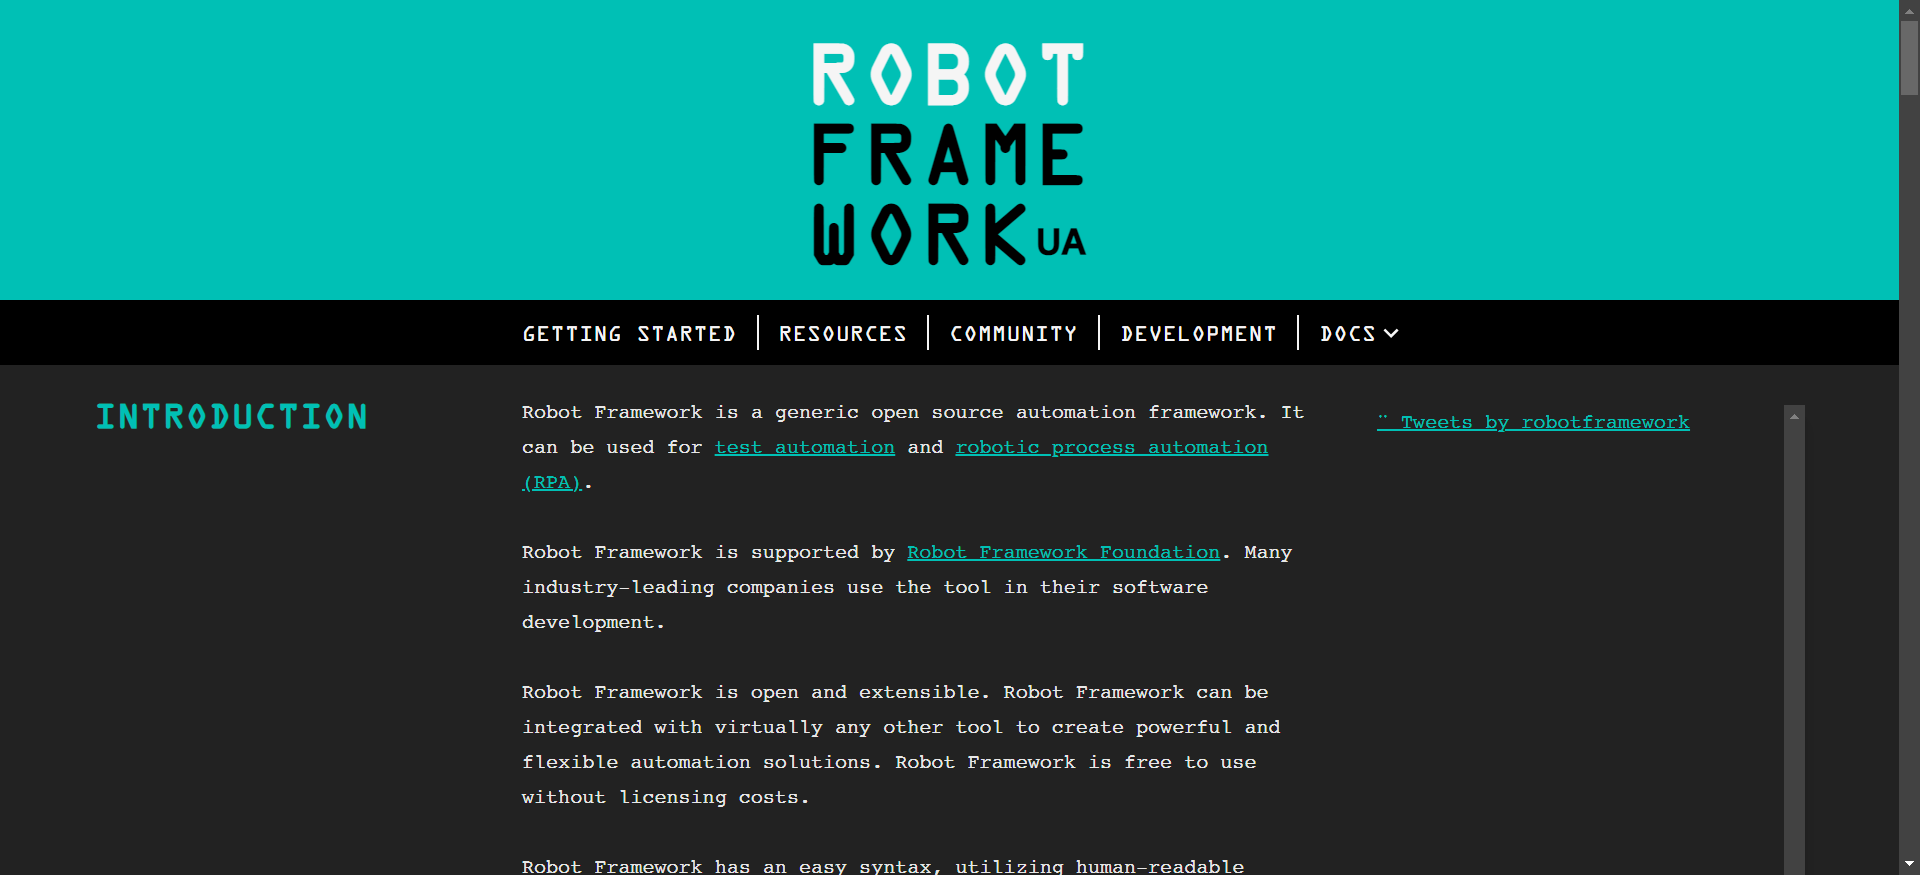 ROBOT
FRAME
WORK UA
GETTING STARTED
RESOURCES
COMMUNITY
DEVELOPMENT
DOCS
INTRODUCTION
Robot Framework is a generic open source automation framework. It
can be used for test automation and robotic process automation
(RPA).
Robot Framework is supported by Robot Framework Foundation. Many
industry-leading companies use the tool in their software
development.
Robot Framework is open and extensible. Robot Framework can be
integrated with virtually any other tool to create powerful and
flexible automation solutions. Robot Framework is free to use
without licensing costs.
Robot Framework has an easy syntax, utilizing human-readable
¨ Tweets by robotframework